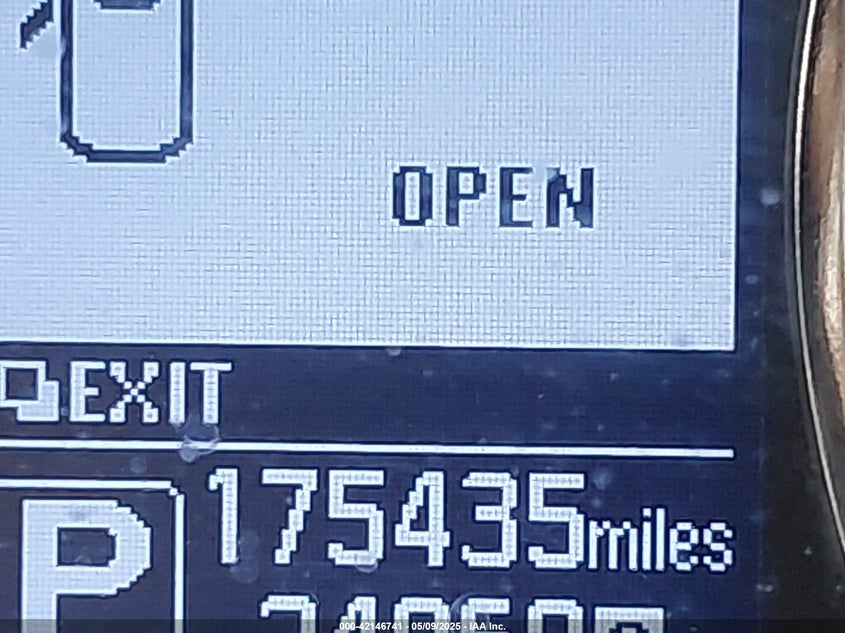 OPEN
EXIT
175435miles
P
000-42146741 - 05/09/2025 - IAA Inc.